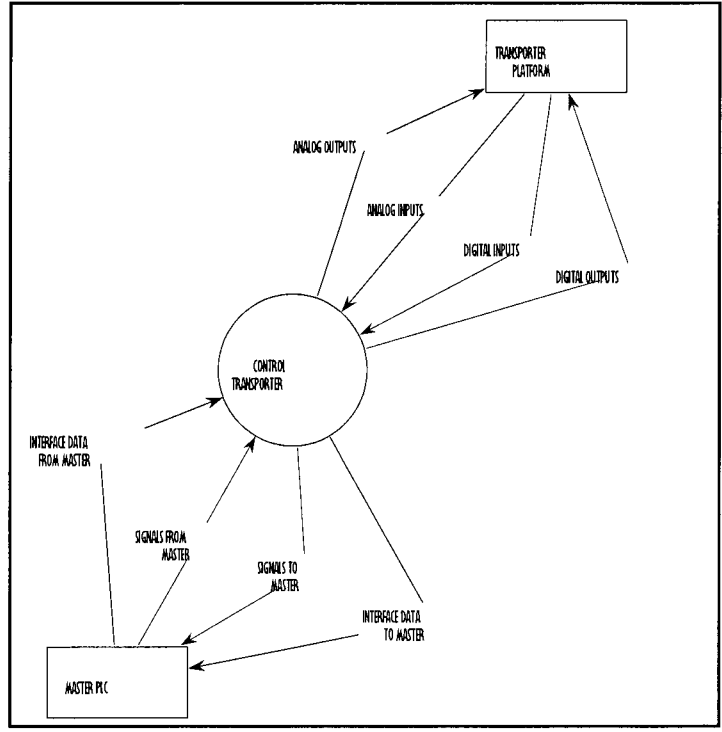 TRANSPORTER
PLATFORM
ANALOG OUTPUTS
ANALOG INPUTS
DIGITAL INPUTS
DIGITAL OUTPUTS
CONTROL
TRANSPORTER
INTERFACE DATA
FROM MASTER
SIGNALS FROM
MASTER
SIGNALS TO
MASTER
INTERFACE DATA
TO MASTER
MASTER PLC